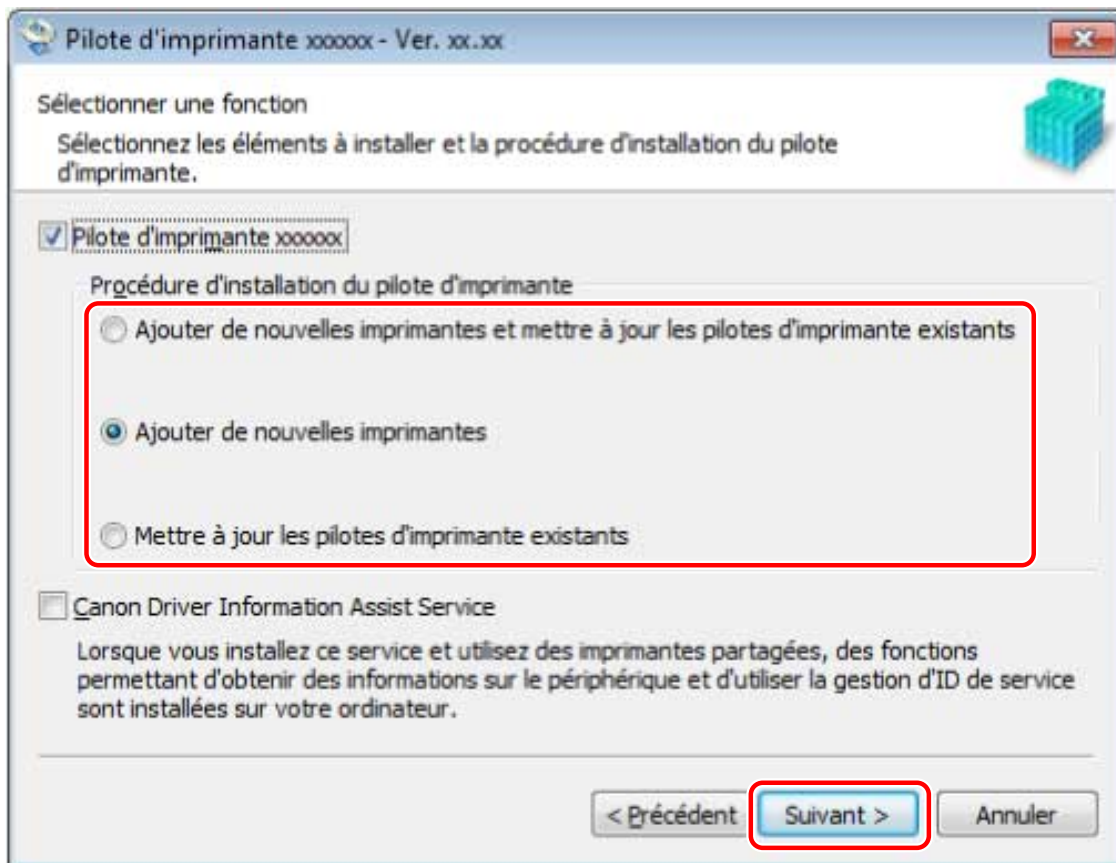 Pilote d'imprimante xxxxxx - Ver. xx.xx
Sélectionner une fonction
Sélectionnez les éléments à installer et la procédure d'installation du pilote
d'imprimante.
Pilote d'imprimante xxxxxx
Procédure d'installation du pilote d'imprimante
Ajouter de nouvelles imprimantes et mettre à jour les pilotes d'imprimante existants
Ajouter de nouvelles imprimantes
Mettre à jour les pilotes d'imprimante existants
Canon Driver Information Assist Service
Lorsque vous installez ce service et utilisez des imprimantes partagées, des fonctions
permettant d'obtenir des informations sur le périphérique et d'utiliser la gestion d'ID de service
sont installées sur votre ordinateur.
< Précédent Suivant > Annuler